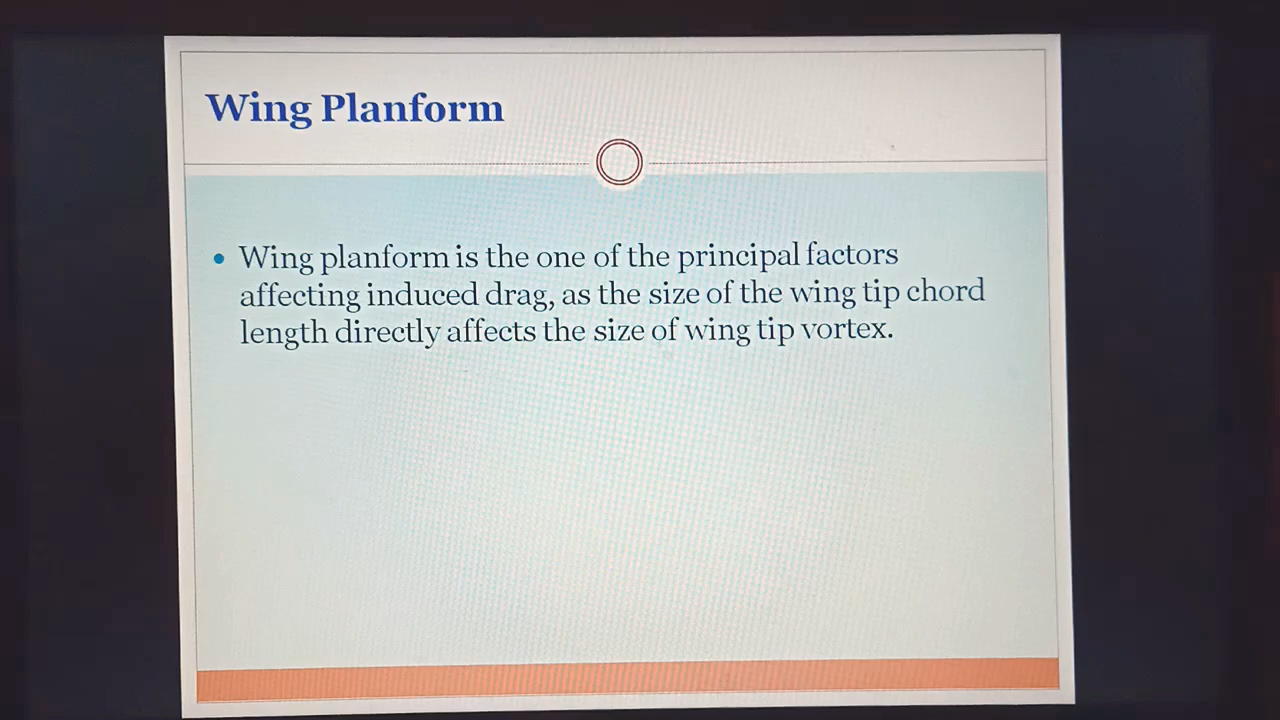 Wing Planform
• Wing planform is the one of the principal factors
affecting induced drag, as the size of the wing tip chord
length directly affects the size of wing tip vortex.